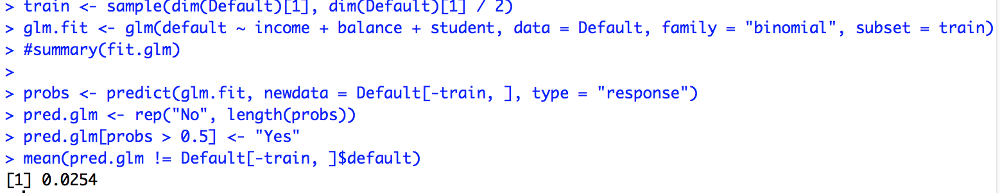 > train <- sample(dim(Default)[1], dim(Default)[1] / 2)
> glm.fit <- glm(default ~ income + balance + student, data = Default, family = "binomial", subset = train)
> #summary(fit.glm)
>
> probs <- predict(glm.fit, newdata = Default[-train, ], type = "response")
> pred.glm <- rep("No", length(probs))
> pred.glm[probs > 0.5] <- "Yes"
> mean(pred.glm != Default[-train, ]$default)
[1] 0.0254